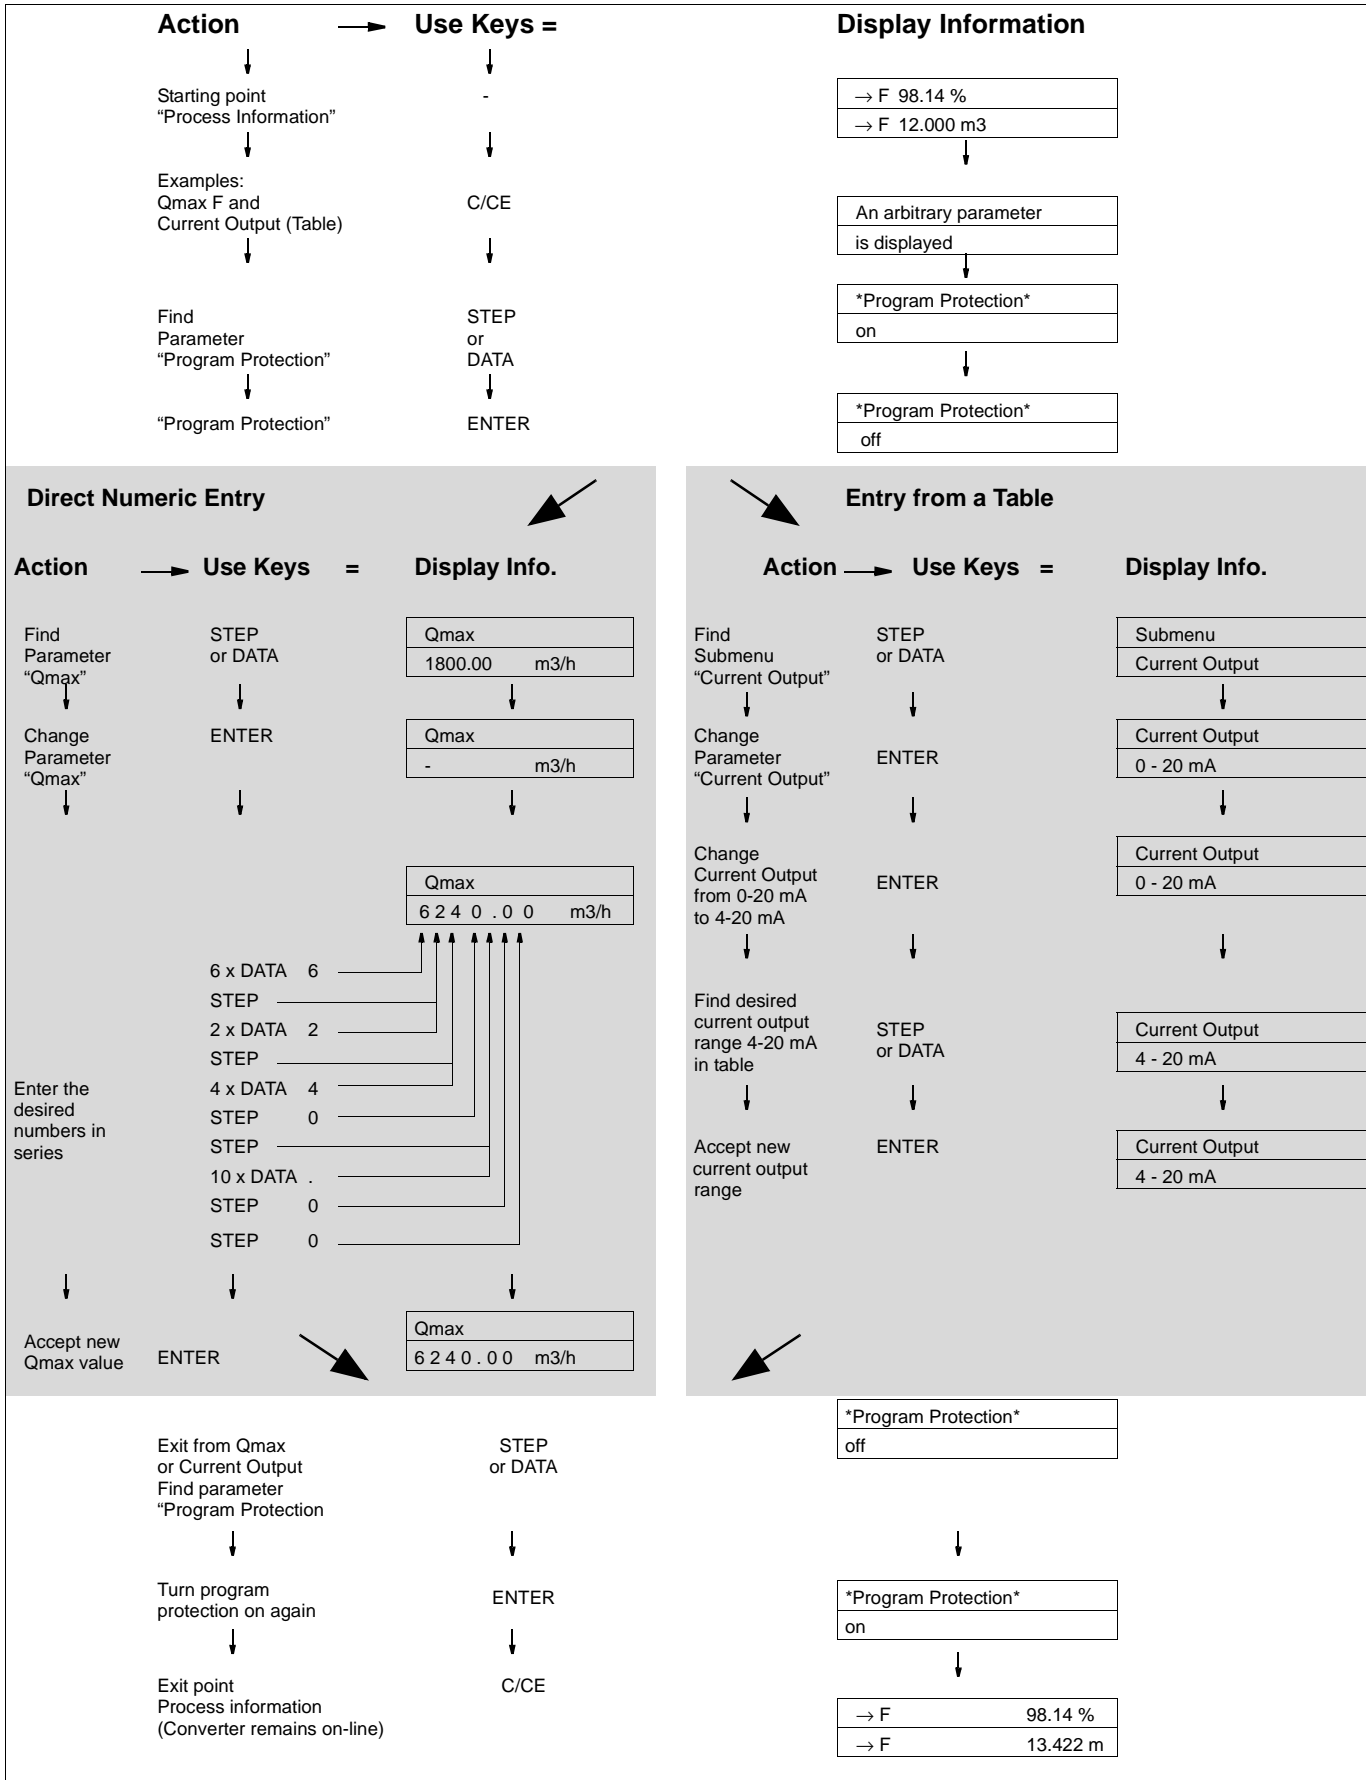 Action Use Keys = Display Information
Starting point
“Process Information”
-
→ F 98.14 %
→ F 12.000 m3
Examples:
Qmax F and
Current Output (Table)
C/CE
An arbitrary parameter
is displayed
Find
Parameter
“Program Protection”
STEP
or
DATA
*Program Protection*
on
“Program Protection”
ENTER
*Program Protection*
off
Direct Numeric Entry
Action Use Keys = Display Info.
Find
Parameter
“Qmax”
STEP
or DATA
Qmax
1800.00 m3/h
Change
Parameter
“Qmax”
ENTER
Qmax
- m3/h
Qmax
6 2 4 0 . 0 0 m3/h
Enter the
desired
numbers in
series
6 x DATA 6
STEP
2 x DATA 2
STEP
4 x DATA 4
STEP 0
STEP
10 x DATA .
STEP 0
STEP 0
Accept new
Qmax value
ENTER
Qmax
6 2 4 0 . 0 0 m3/h
Entry from a Table
Action Use Keys = Display Info.
Find
Submenu
“Current Output”
STEP
or DATA
Submenu
Current Output
Change
Parameter
“Current Output”
ENTER
Current Output
0 - 20 mA
Change
Current Output
from 0-20 mA
to 4-20 mA
ENTER
Current Output
0 - 20 mA
Find desired
current output
range 4-20 mA
in table
STEP
or DATA
Current Output
4 - 20 mA
Accept new
current output
range
ENTER
Current Output
4 - 20 mA
Exit from Qmax
or Current Output
Find parameter
“Program Protection
STEP
or DATA
*Program Protection*
off
Turn program
protection on again
ENTER
*Program Protection*
on
Exit point
Process information
(Converter remains on-line)
C/CE
→ F 98.14 %
→ F 13.422 m